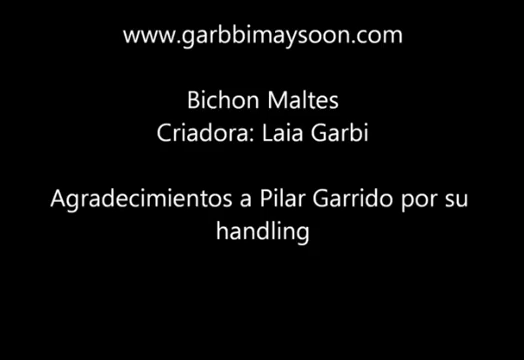 www.garbbimaysoon.com
Bichon Maltes
Criadora: Laia Garbi
Agradecimientos a Pilar Garrido por su
handling